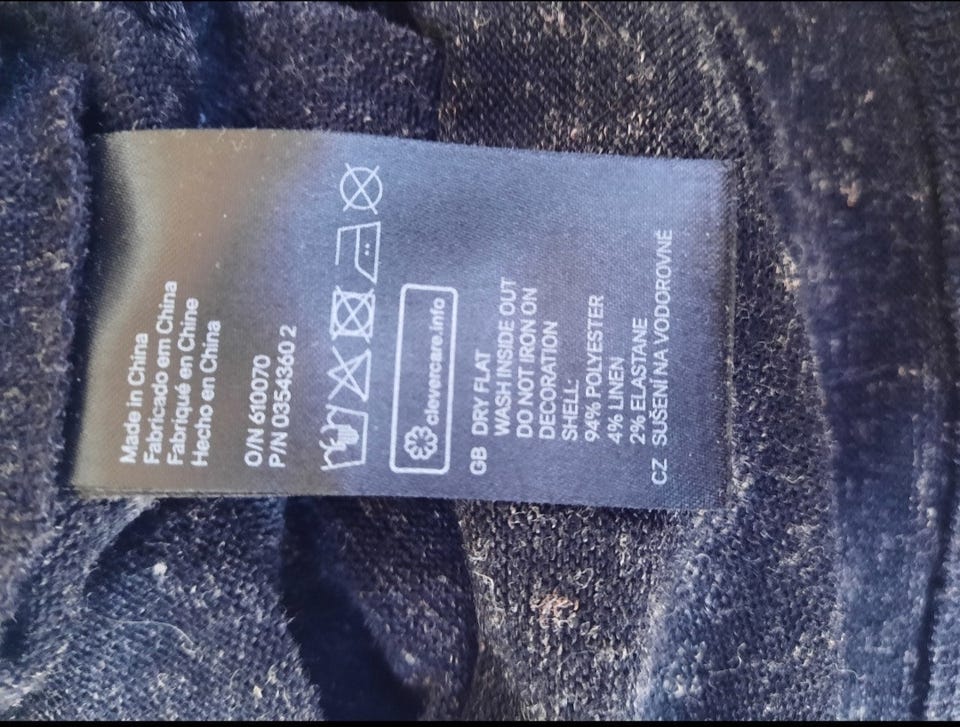 Made in China
Fabricado em China
Fabriqué en Chine
Hecho en China
O/N 610070
P/N 0354360 2
clevercare.info
GB DRY FLAT
WASH INSIDE OUT
DO NOT IRON ON
DECORATION
SHELL:
94% POLYESTER
4% LINEN
2% ELASTANE
CZ SUŠENÍ NA VODOROVNÉ